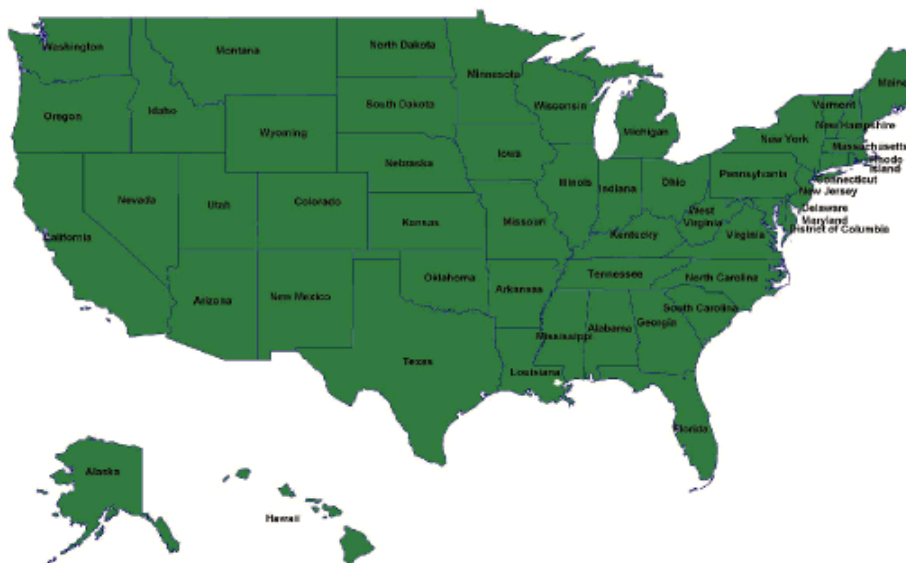 Washington
Montana
North Dakota
Minnesota
Maine
Oregon
Idaho
Wyoming
South Dakota
Wisconsin
Michigan
Vermont
New Hampshire
New York
Massachusetts
Rhode
Island
Connecticut
Nebraska
Iowa
Illinois
Indiana
Ohio
Pennsylvania
New Jersey
Nevada
Utah
Colorado
Kansas
Missouri
Kentucky
West
Virginia
Virginia
Delaware
Maryland
District of Columbia
California
Arizona
New Mexico
Oklahoma
Arkansas
Tennessee
North Carolina
South Carolina
Texas
Louisiana
Mississippi
Alabama
Georgia
Florida
Alaska
Hawaii